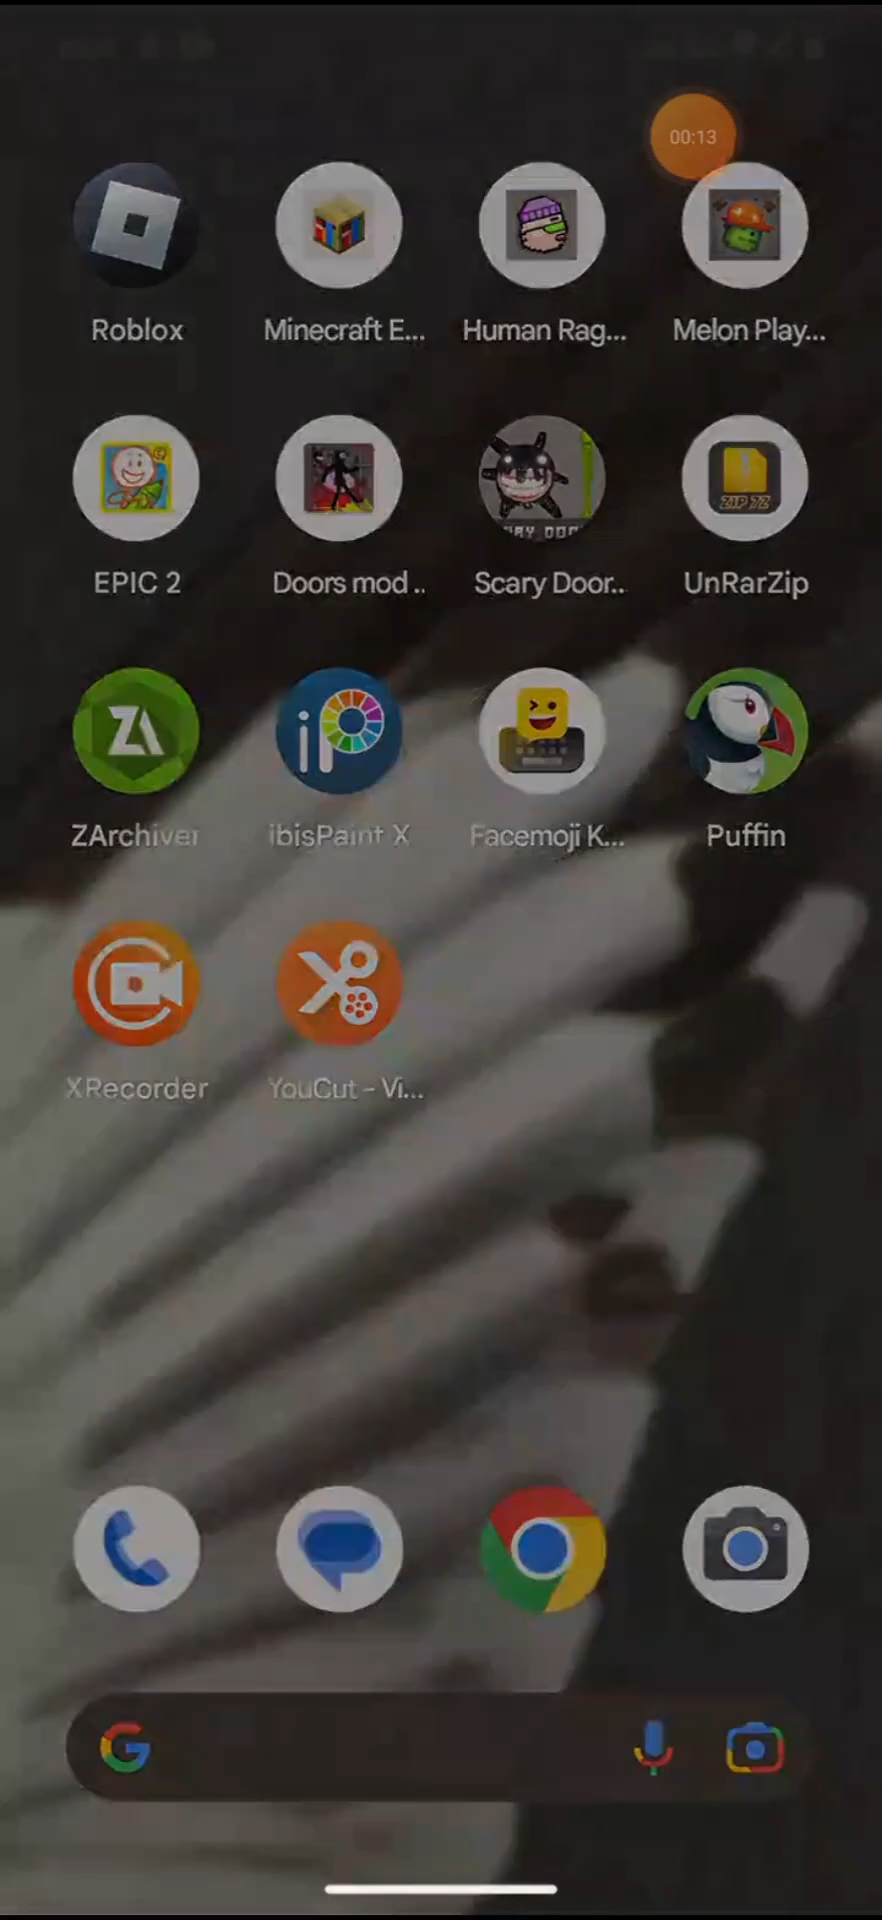 00:13
Roblox
Minecraft E...
Human Rag...
Melon Play...
EPIC 2
Doors mod ..
Scary Door..
UnRarZip
ZArchiver
ibisPaint X
Facemoji K...
Puffin
XRecorder
YouCut - Vi...